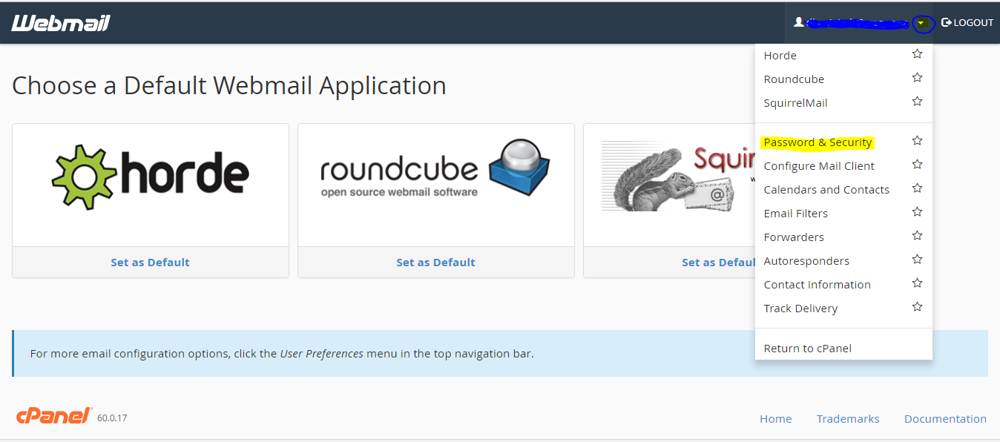 Webmail
LOGOUT
Choose a Default Webmail Application
Horde
Roundcube
SquirrelMail
Password & Security
Configure Mail Client
Calendars and Contacts
Email Filters
Forwarders
Autoresponders
Contact Information
Track Delivery
Return to cPanel
horde
roundcube
open source webmail software
Squir
@
Set as Default
Set as Default
Set as Defaul
For more email configuration options, click the User Preferences menu in the top navigation bar.
cPanel® 60.0.17
Home Trademarks Documentation